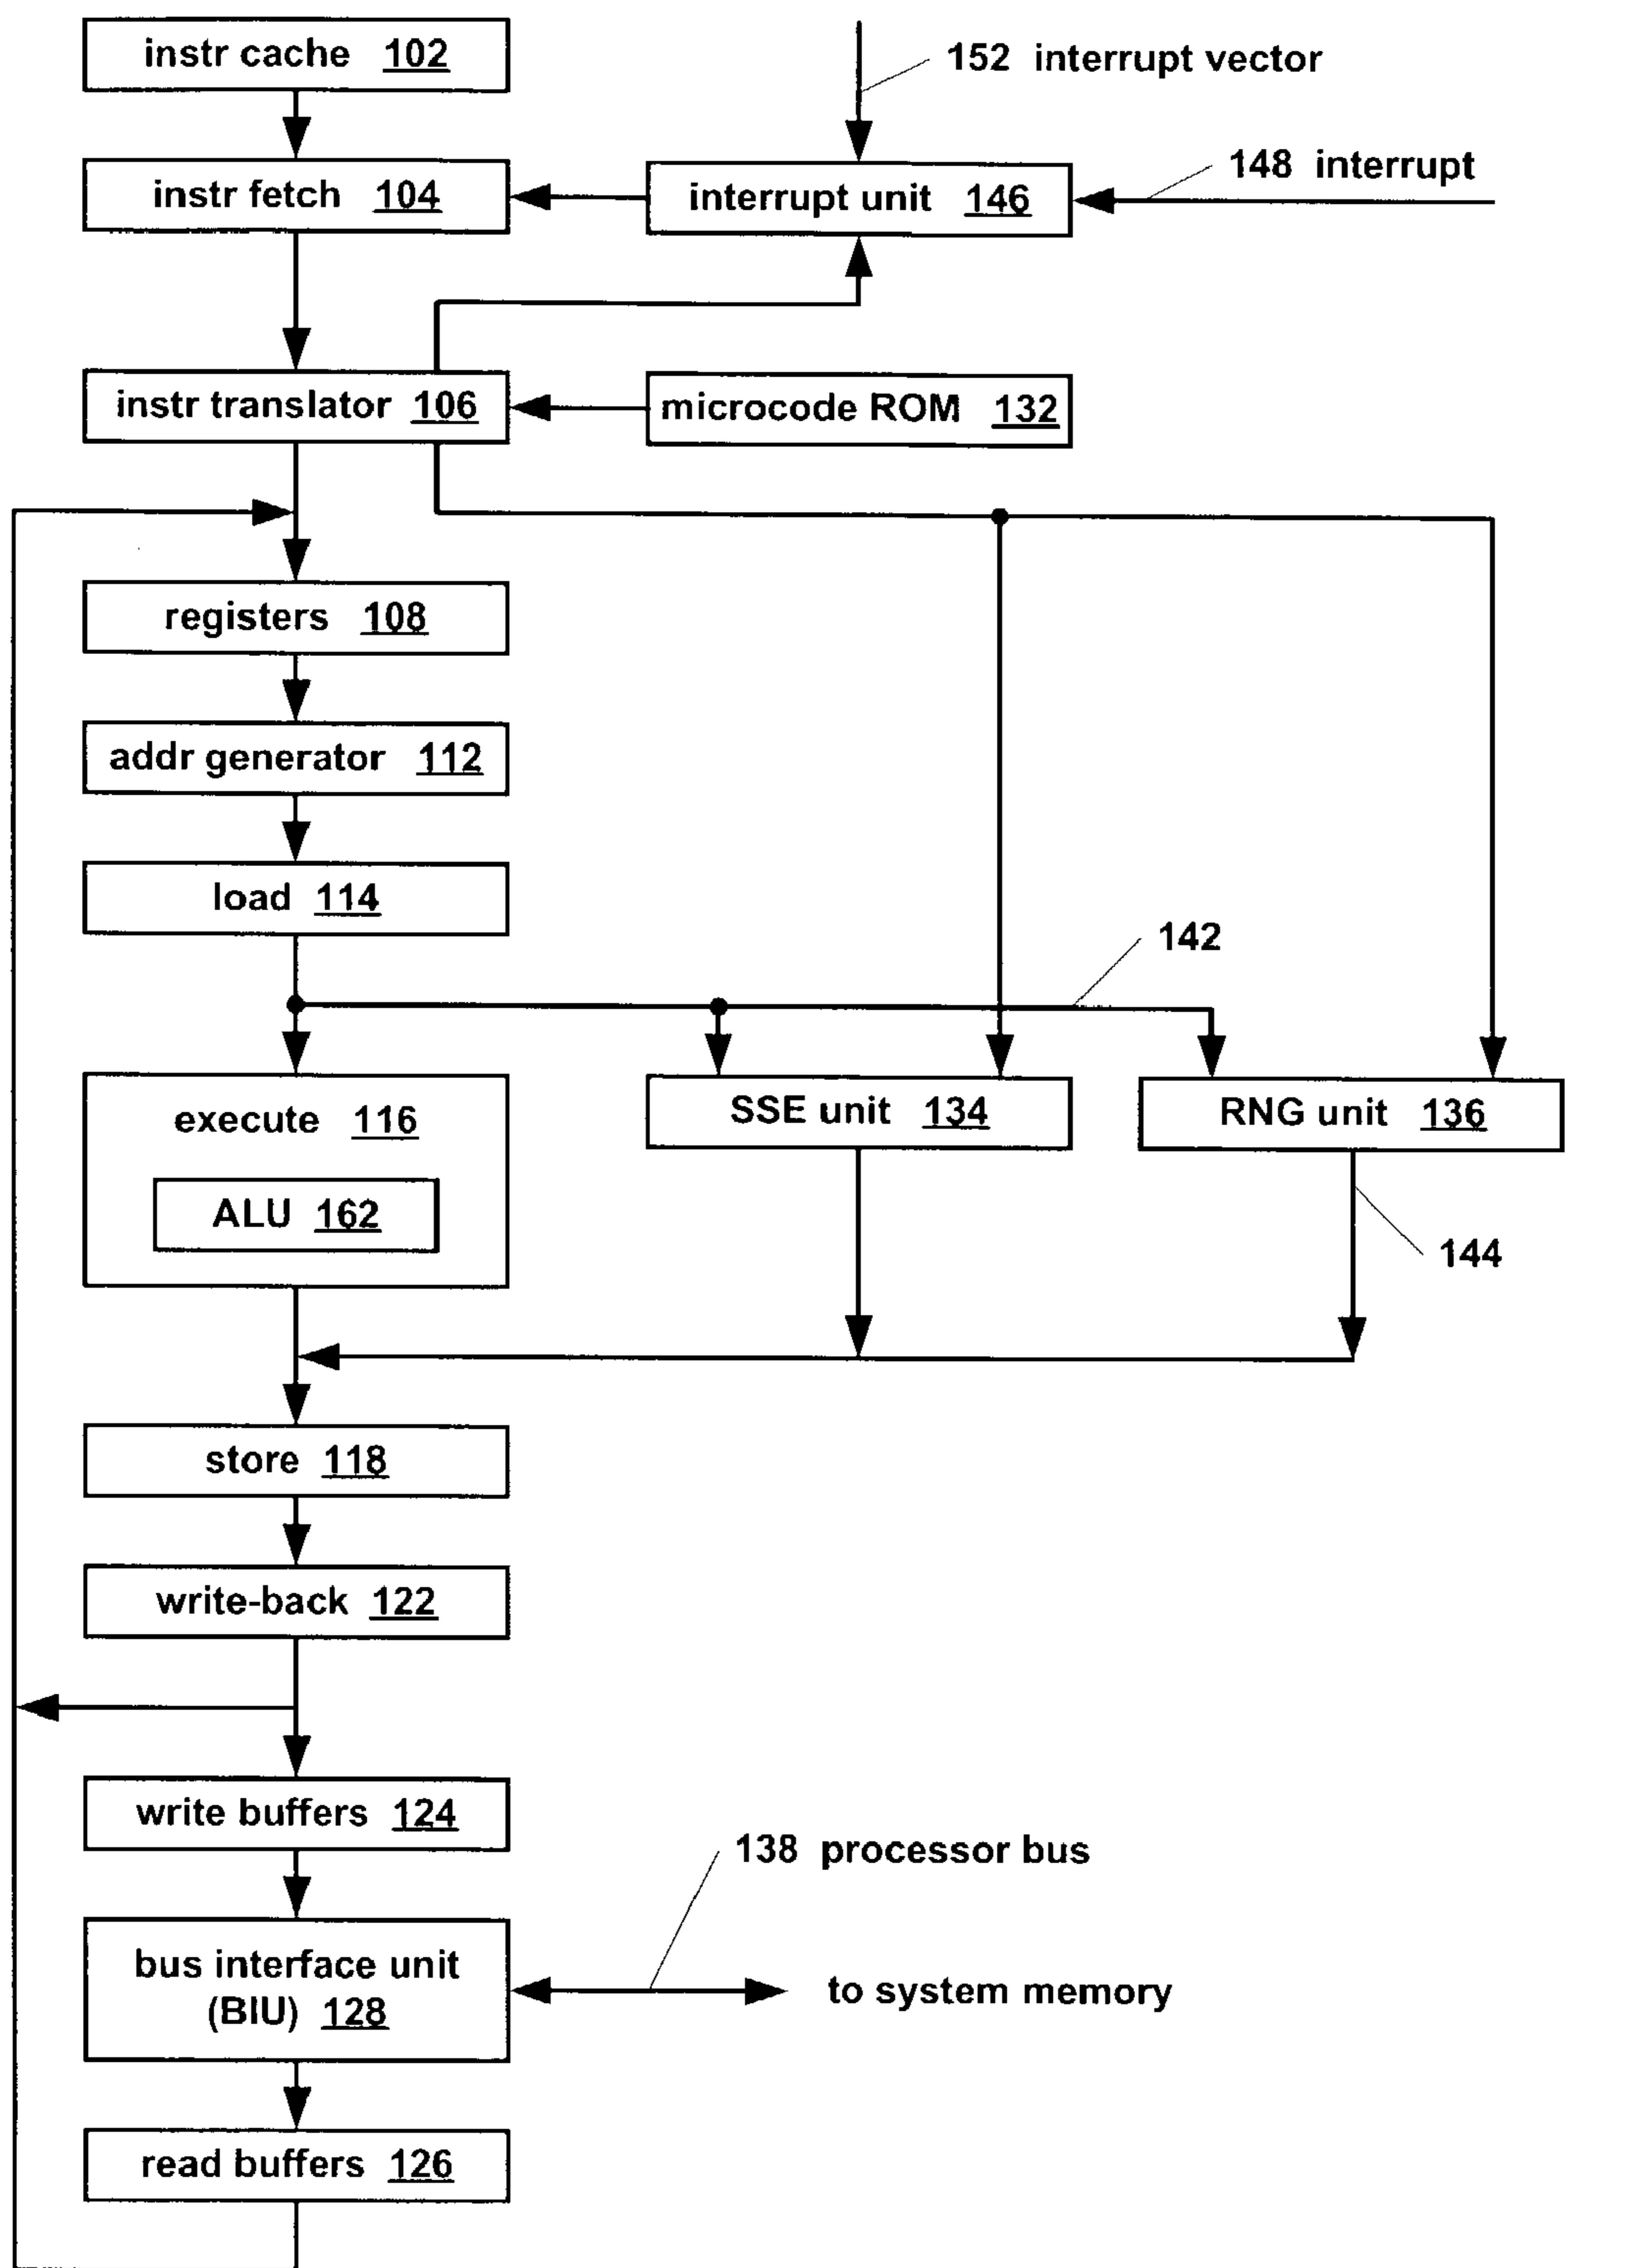 instr cache 102
152 interrupt vector
148 interrupt
instr fetch 104
interrupt unit 146
instr translator 106
microcode ROM 132
registers 108
addr generator 112
load 114
142
execute 116
SSE unit 134
RNG unit 136
ALU 162
144
store 118
write-back 122
write buffers 124
138 processor bus
bus interface unit
(BIU) 128
to system memory
read buffers 126